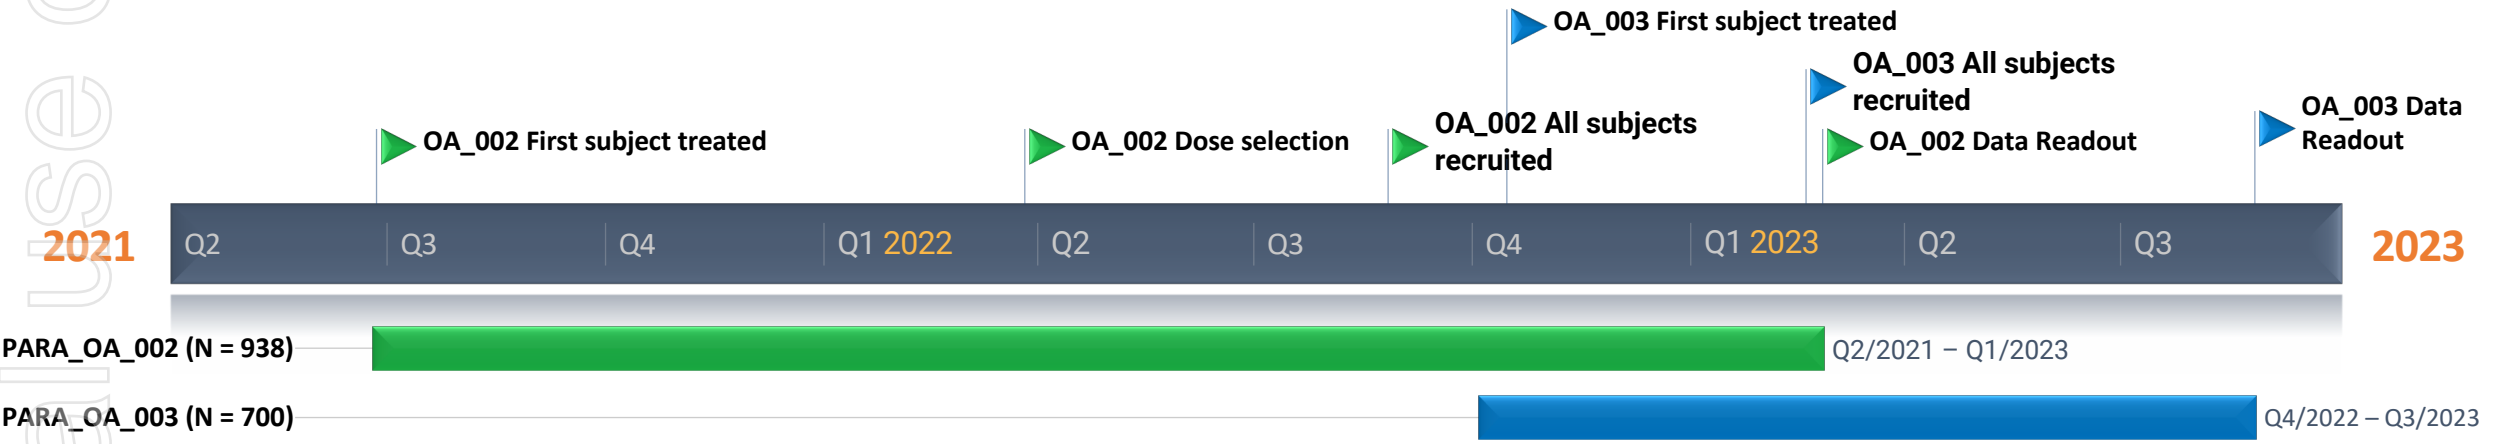 OA_003 First subject treated
OA_003 All subjects
recruited
OA_003 Data
Readout
OA_002 First subject treated
OA_002 Dose selection
OA_002 All subjects
recruited
OA_002 Data Readout
2021 Q2 Q3 Q4 Q1 2022 Q2 Q3 Q4 Q1 2023 Q2 Q3 2023
PARA_OA_002 (N = 938) Q2/2021 – Q1/2023
PARA_OA_003 (N = 700) Q4/2022 – Q3/2023
al use o